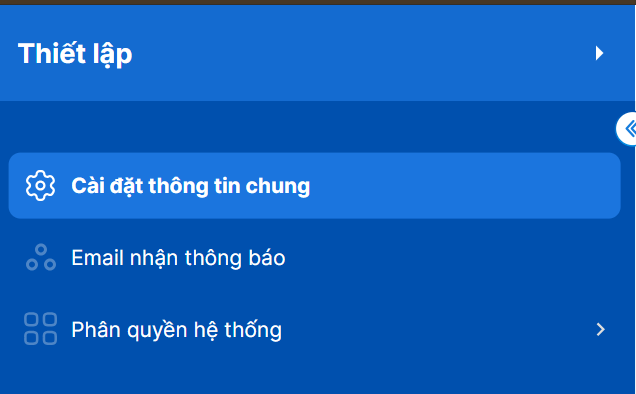 Thiết lập
Cài đặt thông tin chung
Email nhận thông báo
Phân quyền hệ thống